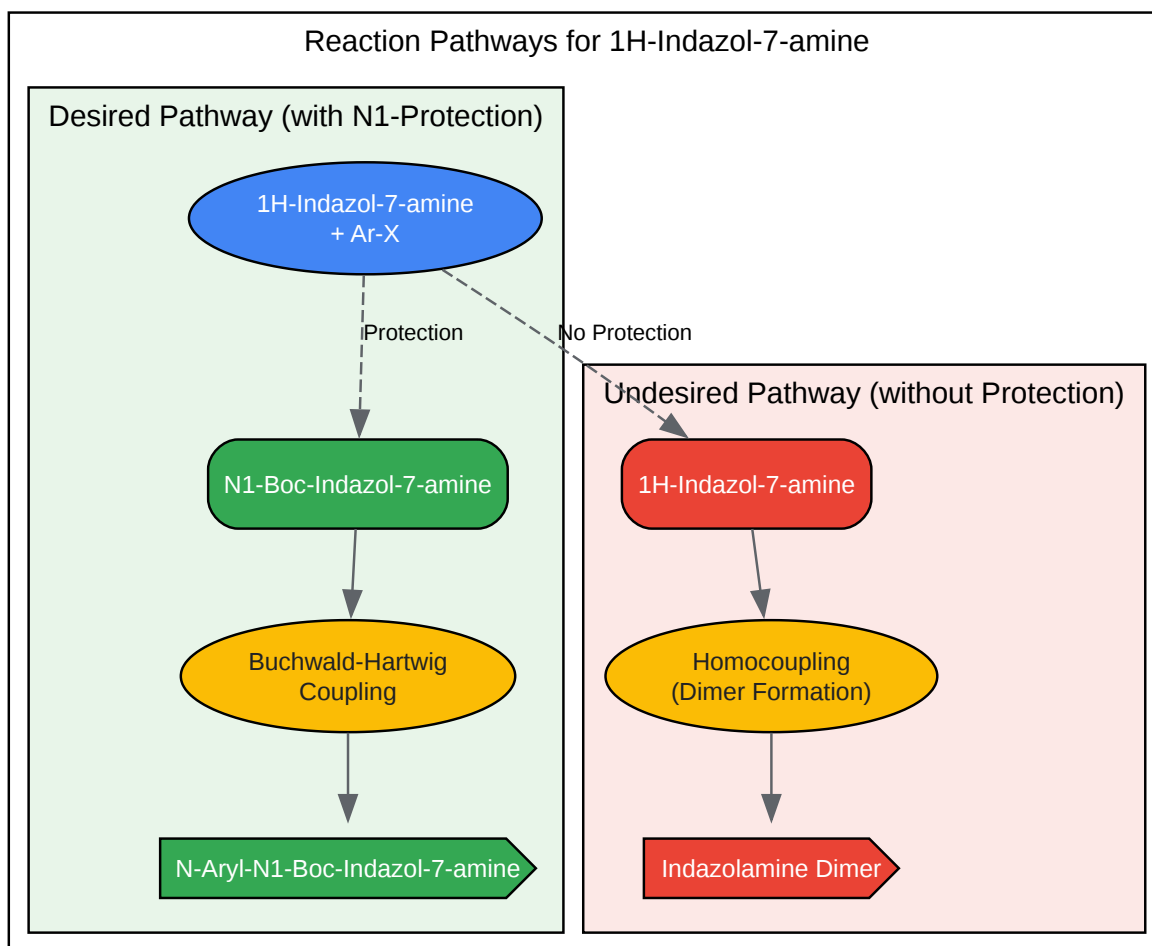 Reaction Pathways for 1H-Indazol-7-amine
Desired Pathway (with N1-Protection)
1H-Indazol-7-amine
+ Ar-X
Protection
No Protection
Undesired Pathway (without Protection)
N1-Boc-Indazol-7-amine
1H-Indazol-7-amine
Buchwald-Hartwig
Coupling
Homocoupling
(Dimer Formation)
N-Aryl-N1-Boc-Indazol-7-amine
Indazolamine Dimer